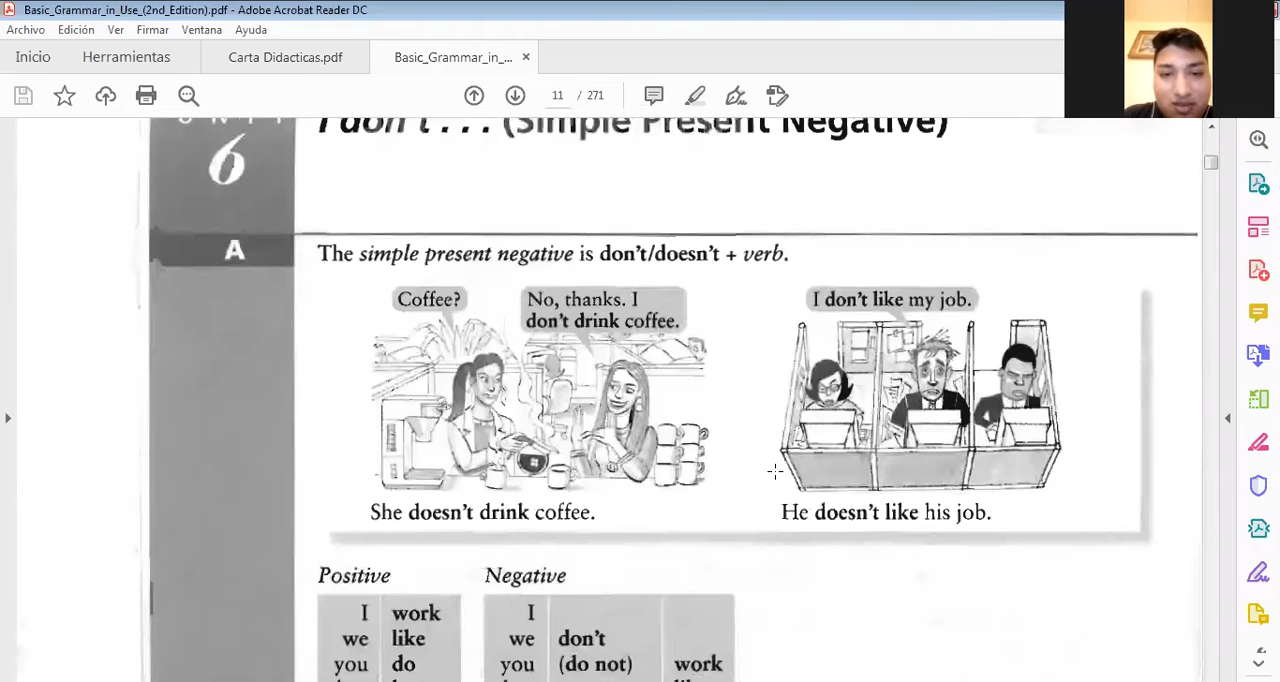 Basic_Grammar_in_Use_(2nd_Edition).pdf - Adobe Acrobat Reader DC
Archivo Edición Ver Firmar Ventana Ayuda
Inicio Herramientas Carta Didacticas.pdf Basic_Grammar_in_... ×
11 / 271
UNIT
6
I don't . . . (Simple Present Negative)
A
The simple present negative is don't/doesn't + verb.
Coffee?
No, thanks. I
don't drink coffee.
I don't like my job.
She doesn't drink coffee.
He doesn't like his job.
Positive Negative
I work I
we like we don't
you do you (do not) work